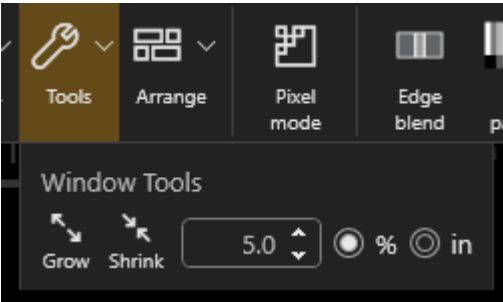 Tools
Arrange
Pixel
mode
Edge
blend
Window Tools
Grow
Shrink
5.0
%
in